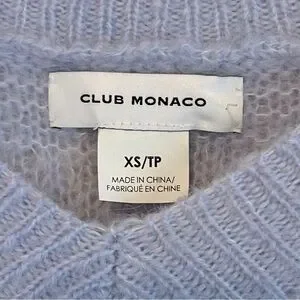 CLUB MONACO
XS/TP
MADE IN CHINA/
FABRIQUÉ EN CHINE